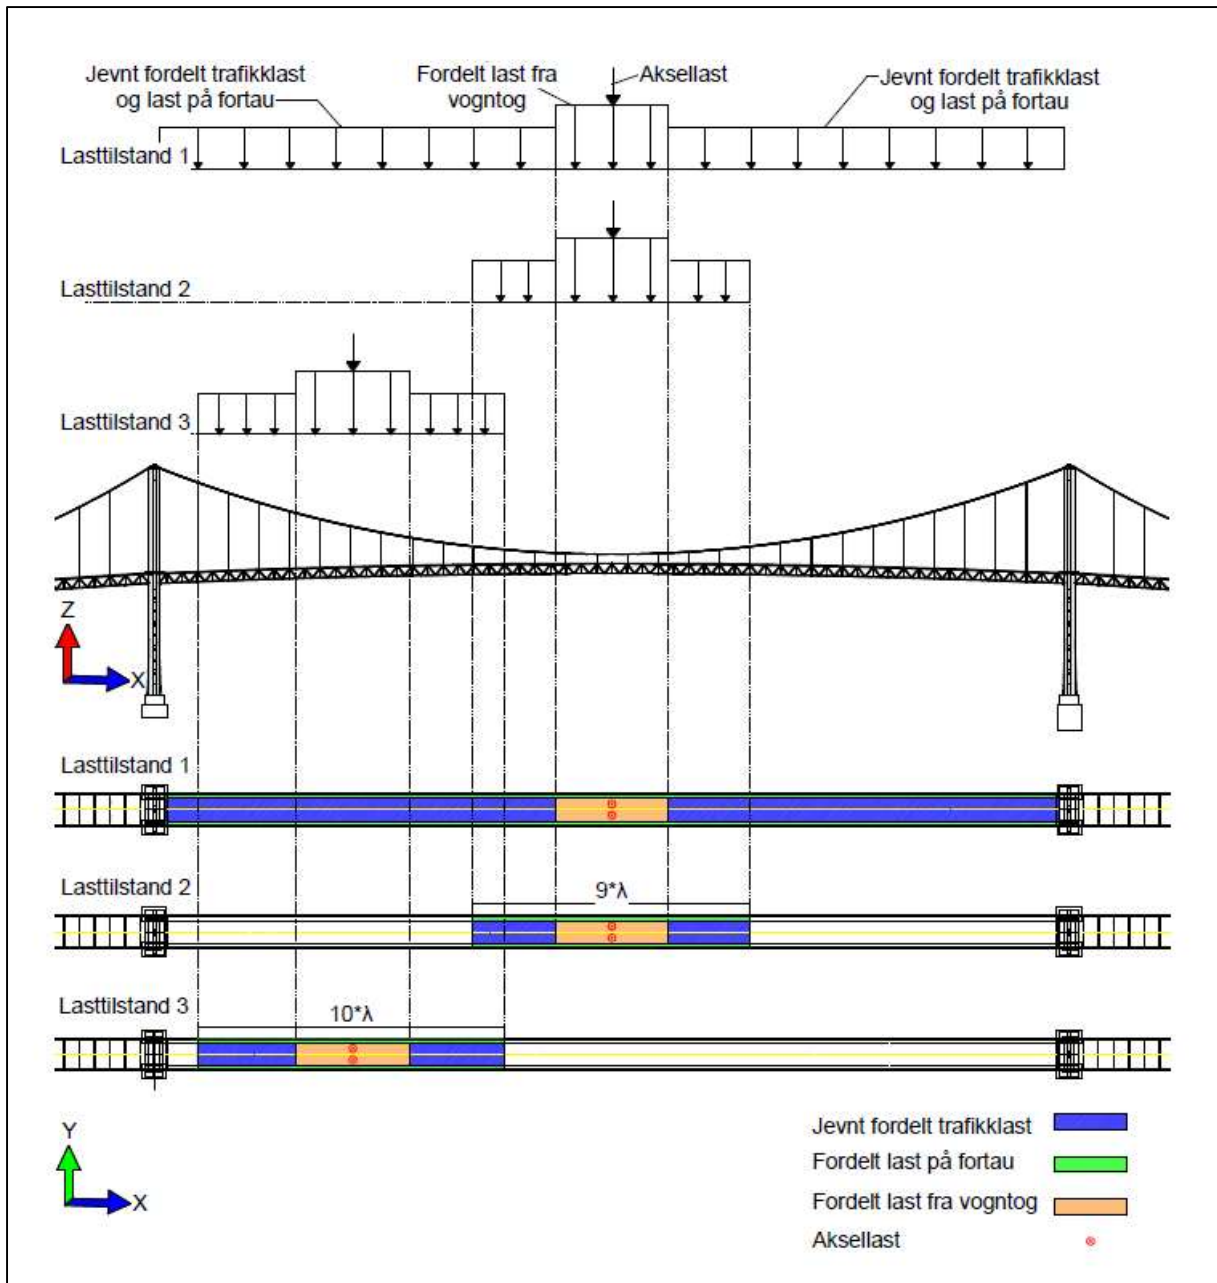 Jevnt fordelt trafikklast
og last på fortau
Fordelt last fra
vogntog
Aksellast
Jevnt fordelt trafikklast
og last på fortau
Lasttilstand 1
Lasttilstand 2
Lasttilstand 3
Z
X
Lasttilstand 1
Lasttilstand 2
9*λ
Lasttilstand 3
10*λ
Y
X
Jevnt fordelt trafikklast
Fordelt last på fortau
Fordelt last fra vogntog
Aksellast